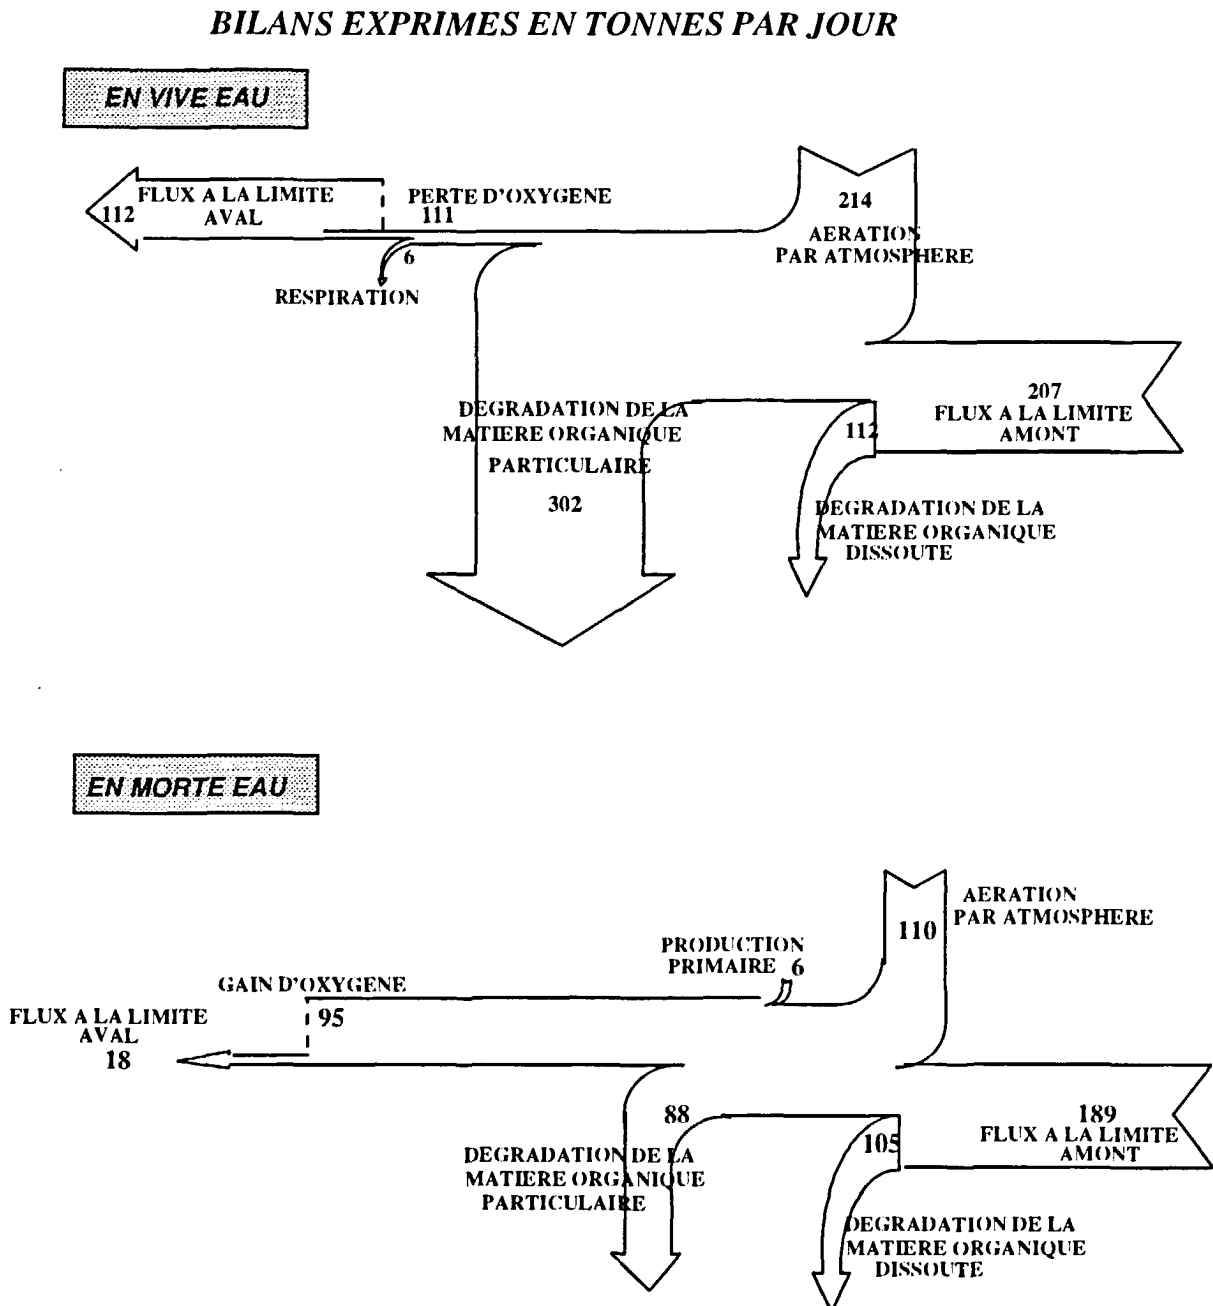 BILANS EXPRIMES EN TONNES PAR JOUR
EN VIVE EAU
FLUX A LA LIMITE
AVAL
112
PERTE D'OXYGENE
111
214
AERATION
PAR ATMOSPHERE
6
RESPIRATION
207
FLUX A LA LIMITE
AMONT
DEGRADATION DE LA
MATIERE ORGANIQUE
PARTICULAIRE
302
112
DEGRADATION DE LA
MATIERE ORGANIQUE
DISSOUTE
EN MORTE EAU
AERATION
PAR ATMOSPHERE
110
PRODUCTION
PRIMAIRE 6
GAIN D'OXYGENE
95
FLUX A LA LIMITE
AVAL
18
88
DEGRADATION DE LA
MATIERE ORGANIQUE
PARTICULAIRE
105
189
FLUX A LA LIMITE
AMONT
DEGRADATION DE LA
MATIERE ORGANIQUE
DISSOUTE